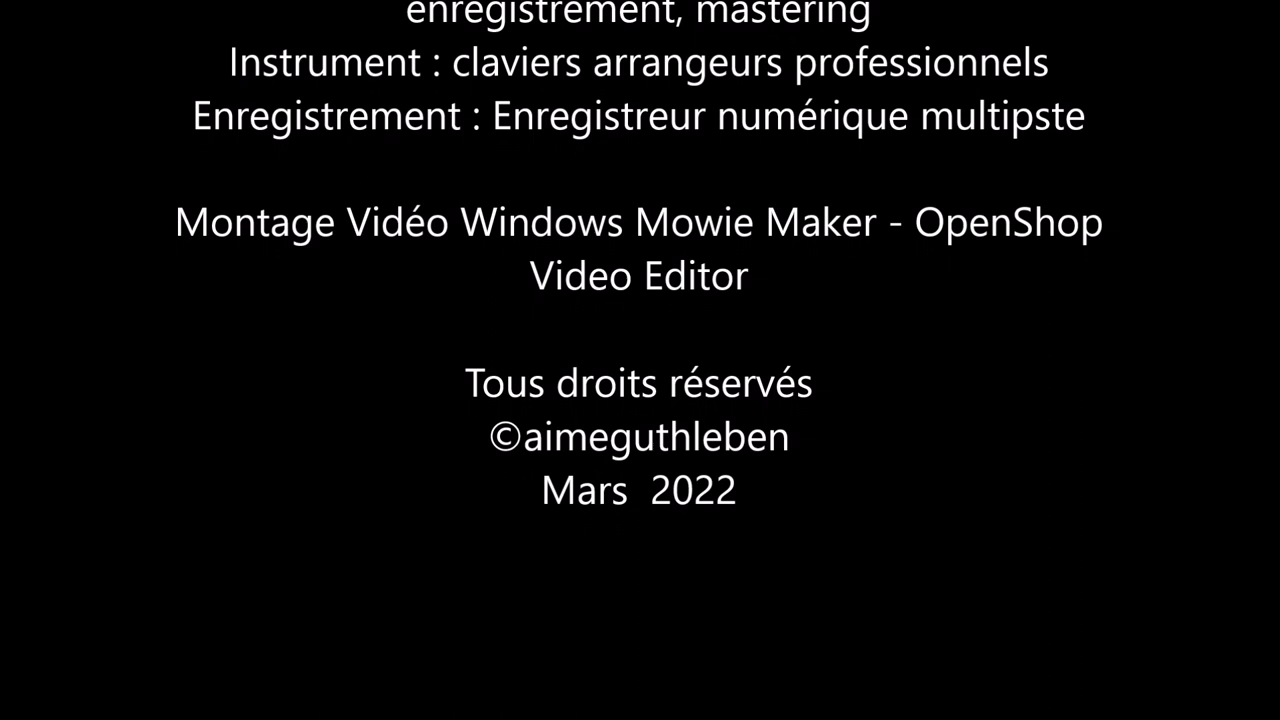 enregistrement, mastering
Instrument : claviers arrangeurs professionnels
Enregistrement : Enregistreur numérique multipste
Montage Vidéo Windows Mowie Maker - OpenShop
Video Editor
Tous droits réservés
©aimeguthleben
Mars  2022